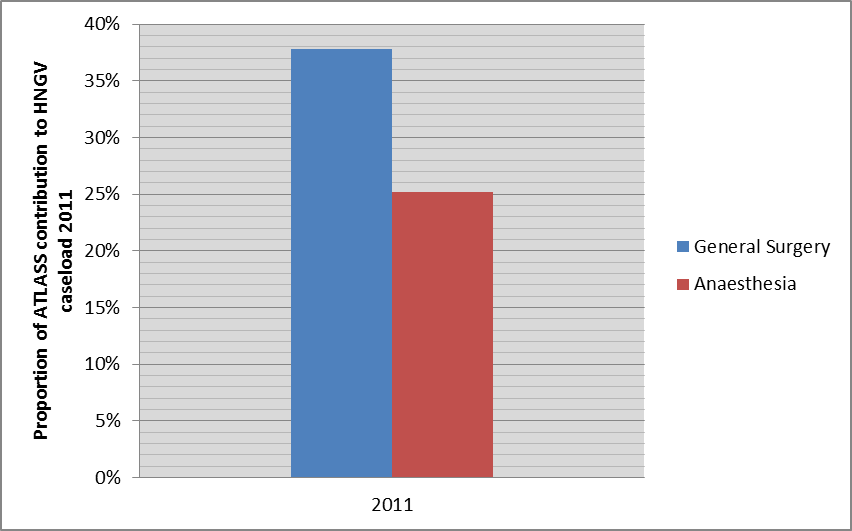 Proportion of ATLASS contribution to HNGV
caseload 2011
40%
35%
30%
25%
20%
15%
10%
5%
0%
2011
General Surgery
Anaesthesia